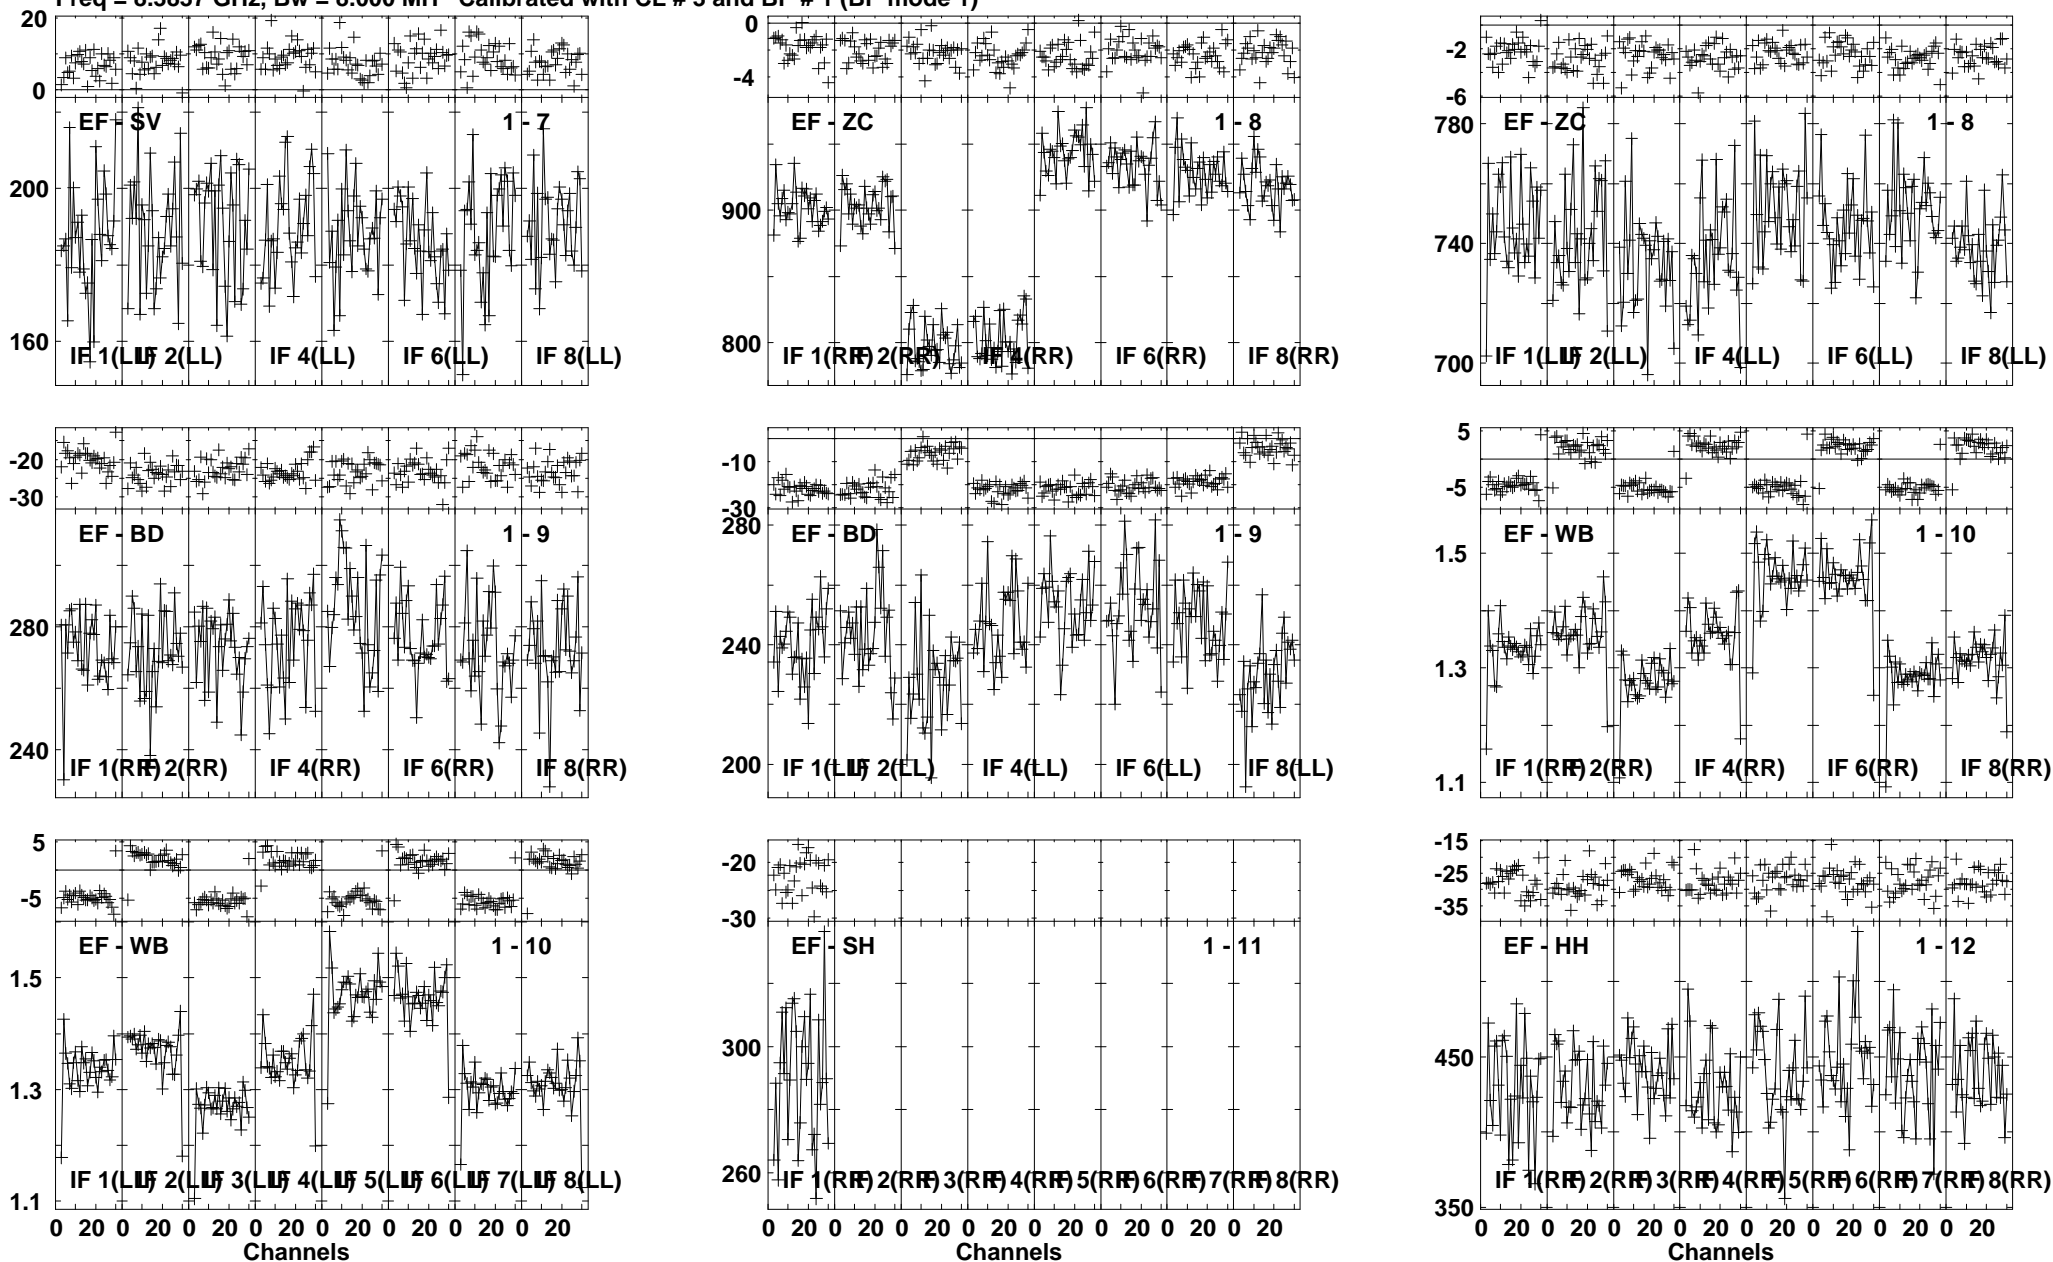 Freq = 8.3837 GHz, Bw = 8.000 MH Calibrated with CL # 3 and BP # 1 (BP mode 1)
20
10
0
EF - SV 1 - 7
200
160
IF 1(LL) IF 2(LL) IF 4(LL) IF 6(LL) IF 8(LL)
0
-4
EF - ZC 1 - 8
900
800
IF 1(RR) IF 2(RR) IF 4(RR) IF 6(RR) IF 8(RR)
-2
-6
780
EF - ZC 1 - 8
740
700
IF 1(LL) IF 2(LL) IF 4(LL) IF 6(LL) IF 8(LL)
-20
-30
EF - BD 1 - 9
280
240
IF 1(RR) IF 2(RR) IF 4(RR) IF 6(RR) IF 8(RR)
-10
-30
280
EF - BD 1 - 9
240
200
IF 1(LL) IF 2(LL) IF 4(LL) IF 6(LL) IF 8(LL)
5
-5
EF - WB 1 - 10
1.5
1.3
1.1
IF 1(RR) IF 2(RR) IF 4(RR) IF 6(RR) IF 8(RR)
5
-5
EF - WB 1 - 10
1.5
1.3
1.1
IF 1(LL) IF 2(LL) IF 3(LL) IF 4(LL) IF 5(LL) IF 6(LL) IF 7(LL) IF 8(LL)
0 20 0 20 0 20 0 20 0 20 0 20 0 20 0 20
Channels
-20
-30
EF - SH 1 - 11
300
260
IF 1(RR) IF 2(RR) IF 3(RR) IF 4(RR) IF 5(RR) IF 6(RR) IF 7(RR) IF 8(RR)
0 20 0 20 0 20 0 20 0 20 0 20 0 20 0 20
Channels
-15
-25
-35
EF - HH 1 - 12
450
350
IF 1(RR) IF 2(RR) IF 3(RR) IF 4(RR) IF 5(RR) IF 6(RR) IF 7(RR) IF 8(RR)
0 20 0 20 0 20 0 20 0 20 0 20 0 20 0 20
Channels